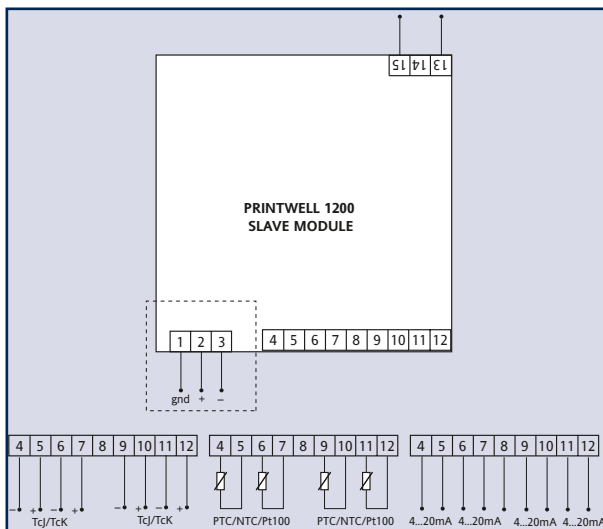 15 14 13
PRINTWELL 1200
SLAVE MODULE
1 2 3
4 5 6 7 8 9 10 11 12
gnd + −
4 5 6 7 8 9 10 11 12
4 5 6 7 8 9 10 11 12
4 5 6 7 8 9 10 11 12
− + − + − + − +
TcJ/TcK TcJ/TcK
PTC/NTC/Pt100 PTC/NTC/Pt100
4...20mA 4...20mA 4...20mA 4...20mA